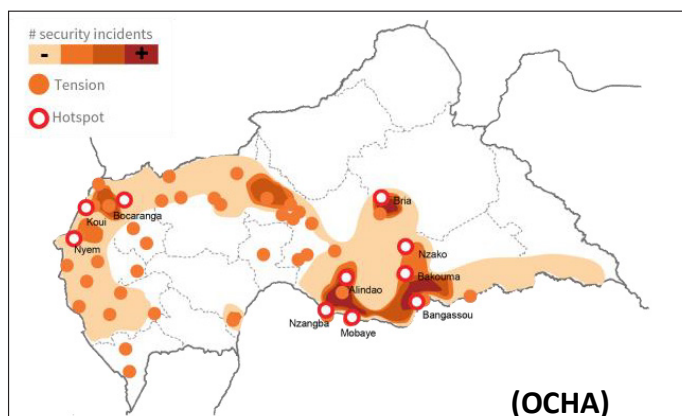 # security incidents
- +
Tension
Hotspot
Bria
Koui
Bocaranga
Nyem
Nzako
Bakouma
Alindao
Bangassou
Nzangba
Mobaye
(OCHA)